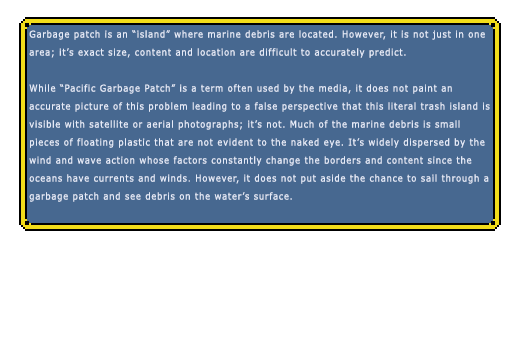 Garbage patch is an “island” where marine debris are located. However, it is not just in one
area; it’s exact size, content and location are difficult to accurately predict.
While “Pacific Garbage Patch” is a term often used by the media, it does not paint an
accurate picture of this problem leading to a false perspective that this literal trash island is
visible with satellite or aerial photographs; it’s not. Much of the marine debris is small
pieces of floating plastic that are not evident to the naked eye. It’s widely dispersed by the
wind and wave action whose factors constantly change the borders and content since the
oceans have currents and winds. However, it does not put aside the chance to sail through a
garbage patch and see debris on the water’s surface.